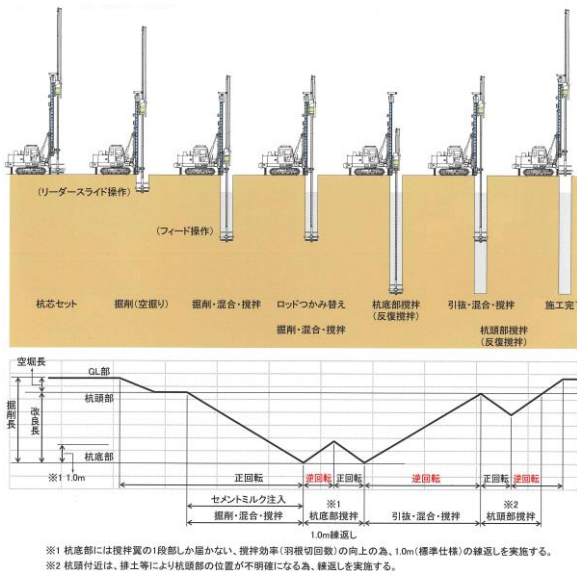 (リーダースライド操作)
(フィード操作)
杭芯セット
掘削(空掘り)
掘削・混合・撹拌
ロッドつかみ替え
掘削・混合・撹拌
杭底部撹拌
(反復撹拌)
引抜・混合・撹拌
杭頭部撹拌
(反復撹拌)
施工完
空堀長
GL部
杭頭部
掘削長
改良長
杭底部
※1 1.0m
正回転
逆回転
正回転
逆回転
正回転
逆回転
セメントミルク注入
掘削・混合・撹拌
※1
杭底部撹拌
1.0m練返し
引抜・混合・撹拌
※2
杭頭部撹拌
※1 杭底部には撹拌翼の1段部しか届かない、撹拌効率(羽根切回数)の向上の為、1.0m(標準仕様)の練返しを実施する。
※2 杭頭付近は、排土等により杭頭部の位置が不明確になる為、練返しを実施する。